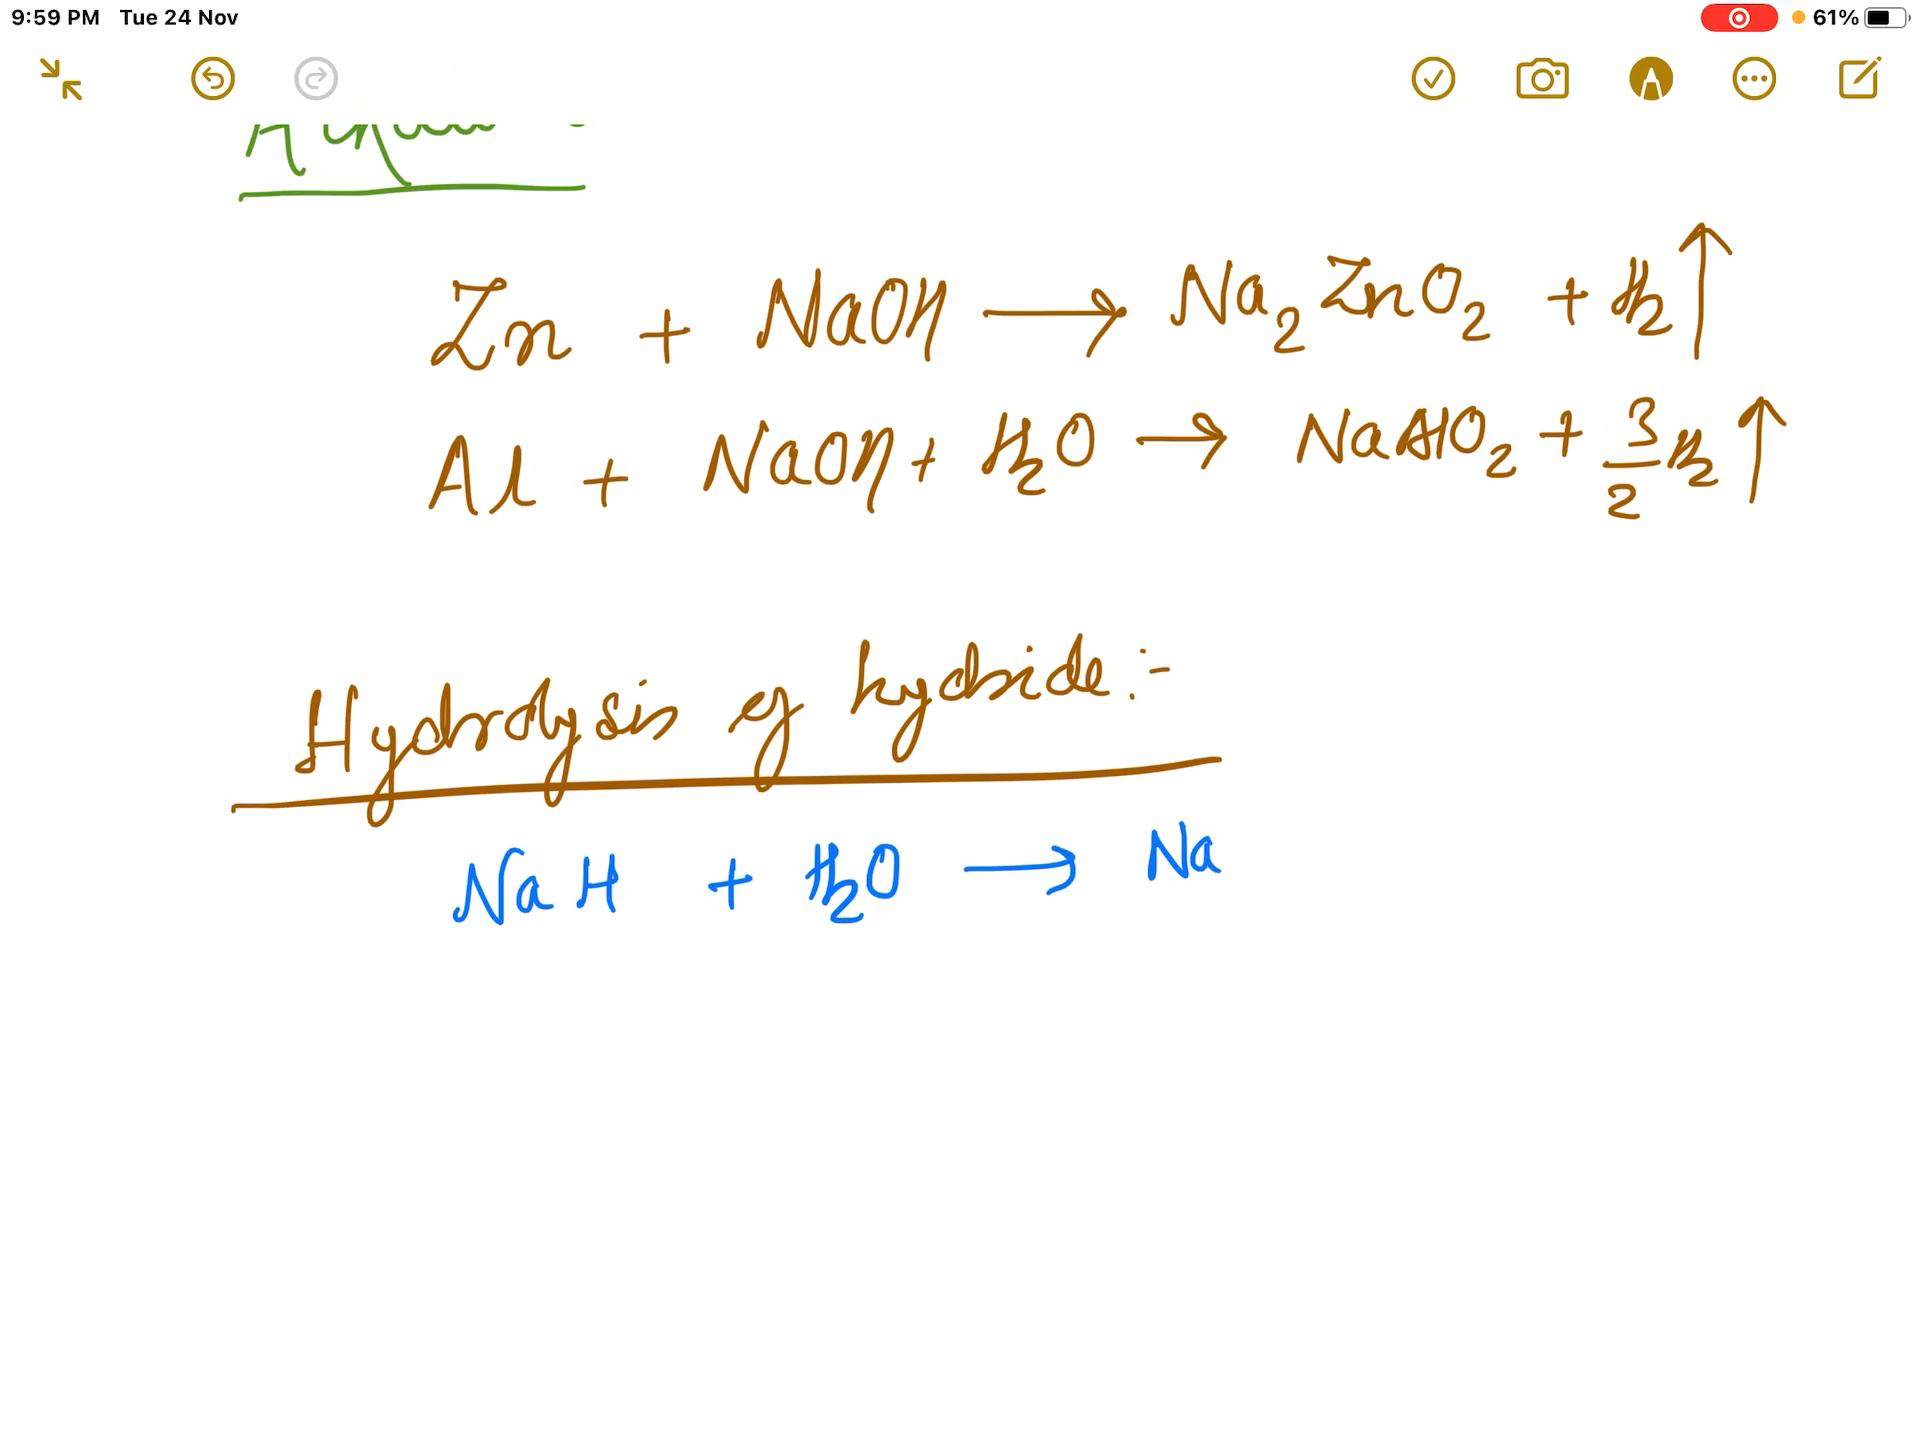 9:59 PM Tue 24 Nov 61%
Zn + NaOH → Na₂ZnO₂ + H₂↑
Al + NaOH + H₂O → NaAlO₂ + 3/2 H₂↑
Hydrolysis of hydride :-
NaH + H₂O → Na